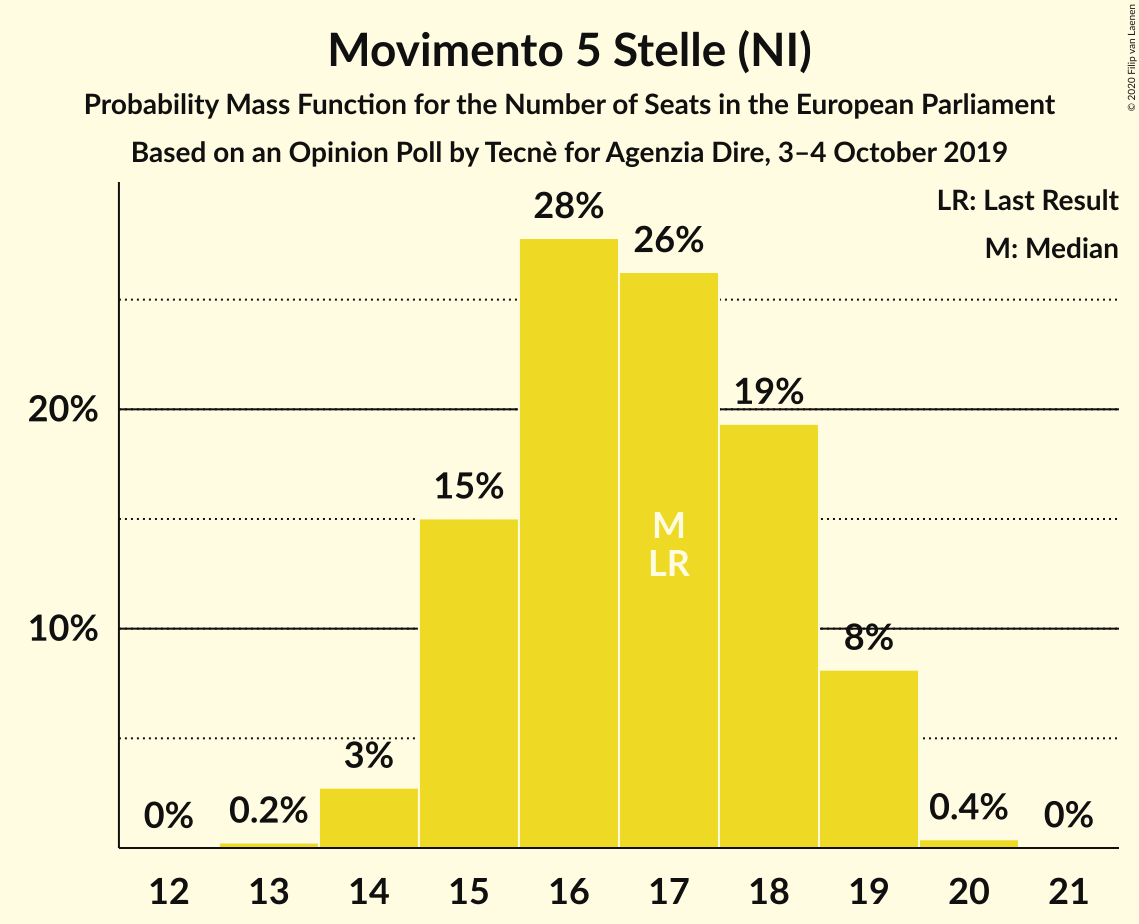 Movimento 5 Stelle (NI)
Probability Mass Function for the Number of Seats in the European Parliament
Based on an Opinion Poll by Tecnè for Agenzia Dire, 3–4 October 2019
© 2020 Filip van Laenen
LR: Last Result
M: Median
28%
26%
19%
15%
8%
3%
0%
0.2%
0.4%
0%
M
LR
20%
10%
12 13 14 15 16 17 18 19 20 21